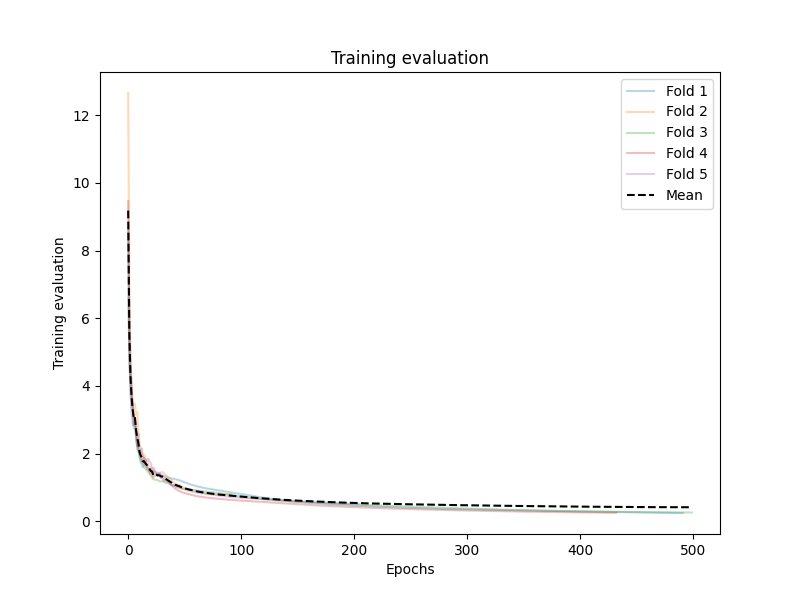 Training evaluation
Fold 1
Fold 2
Fold 3
Fold 4
Fold 5
Mean
Training evaluation
12
10
8
6
4
2
0
0 100 200 300 400 500
Epochs